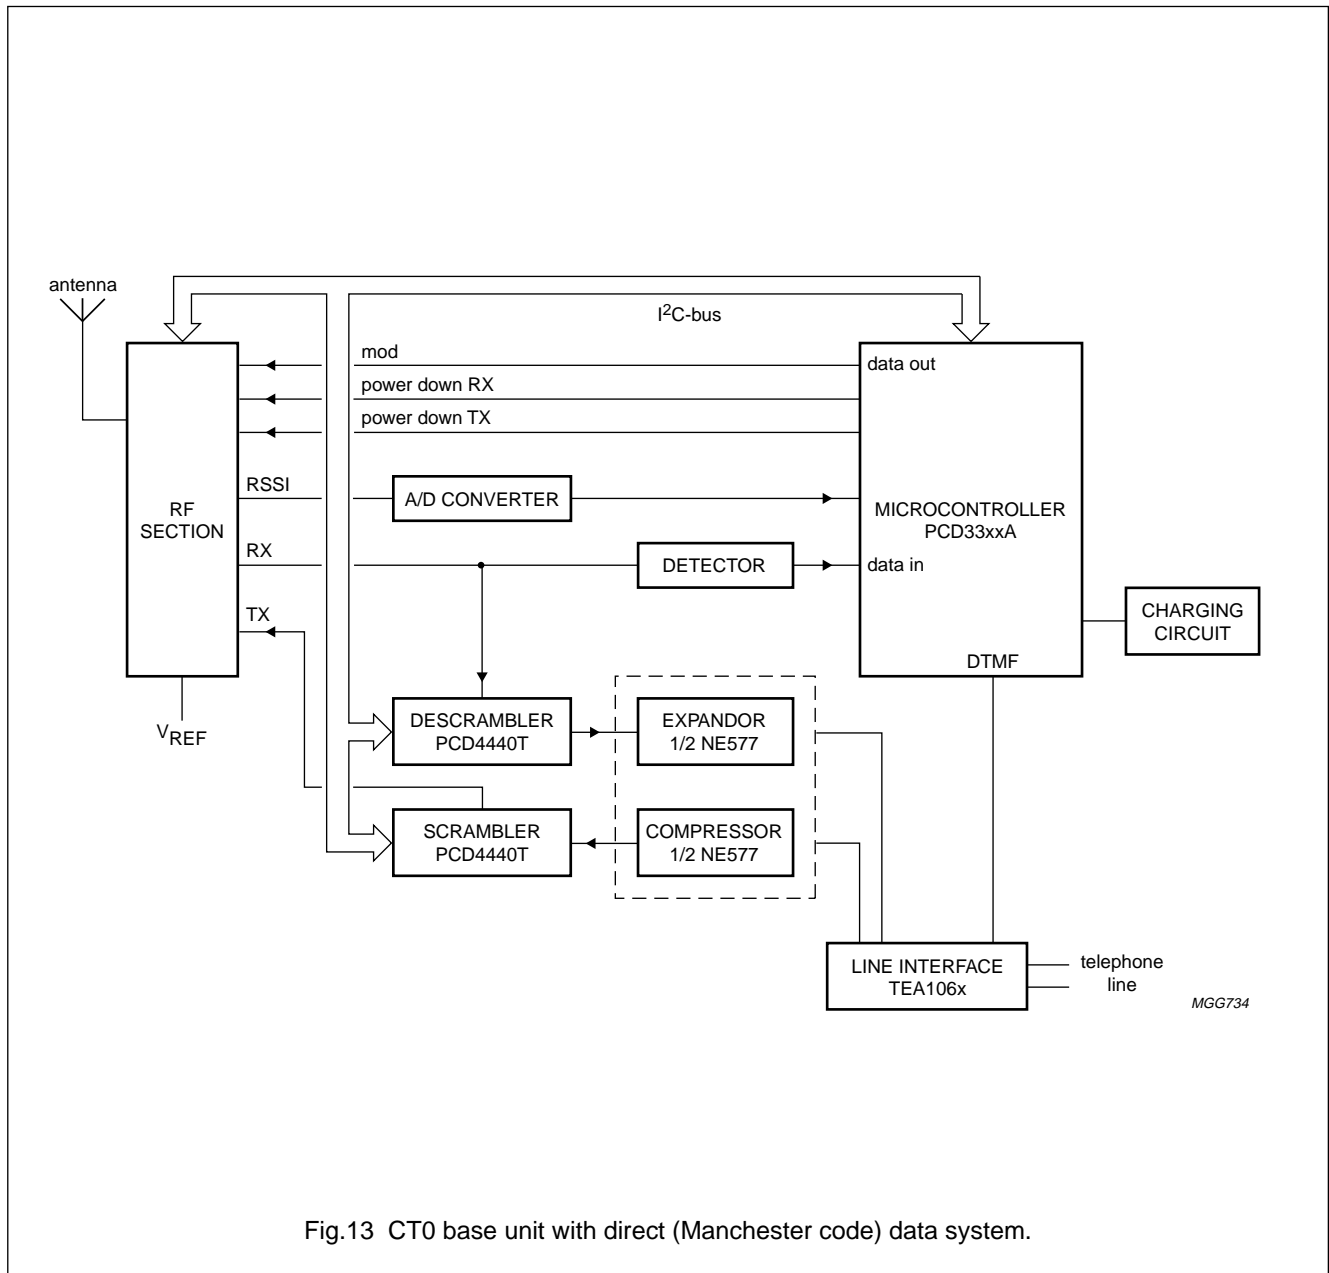 antenna
I2C-bus
mod
data out
power down RX
power down TX
RSSI
A/D CONVERTER
RF
SECTION
MICROCONTROLLER
PCD33xxA
RX
DETECTOR
data in
TX
CHARGING
CIRCUIT
DTMF
VREF
DESCRAMBLER
PCD4440T
EXPANDOR
1/2 NE577
SCRAMBLER
PCD4440T
COMPRESSOR
1/2 NE577
LINE INTERFACE
TEA106x
telephone
line
MGG734
Fig.13 CT0 base unit with direct (Manchester code) data system.